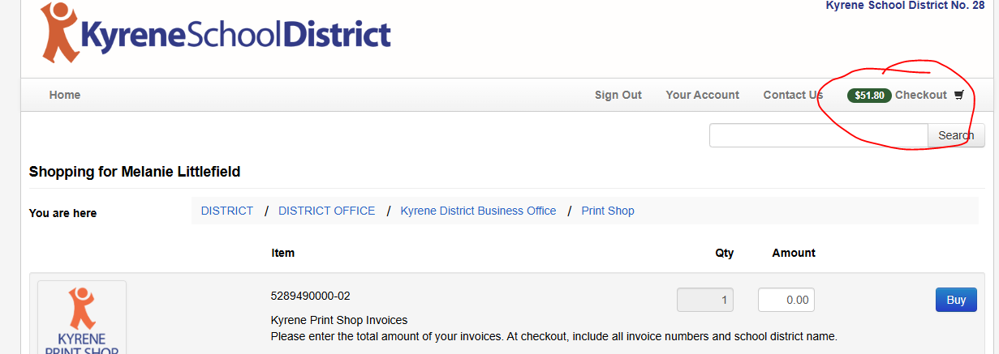 Kyrene School District No. 28
KyreneSchoolDistrict
Home Sign Out Your Account Contact Us $51.80 Checkout
Search
Shopping for Melanie Littlefield
You are here DISTRICT / DISTRICT OFFICE / Kyrene District Business Office / Print Shop
Item Qty Amount
5289490000-02 1 0.00 Buy
Kyrene Print Shop Invoices
Please enter the total amount of your invoices. At checkout, include all invoice numbers and school district name.
KYRENE
PRINT SHOP